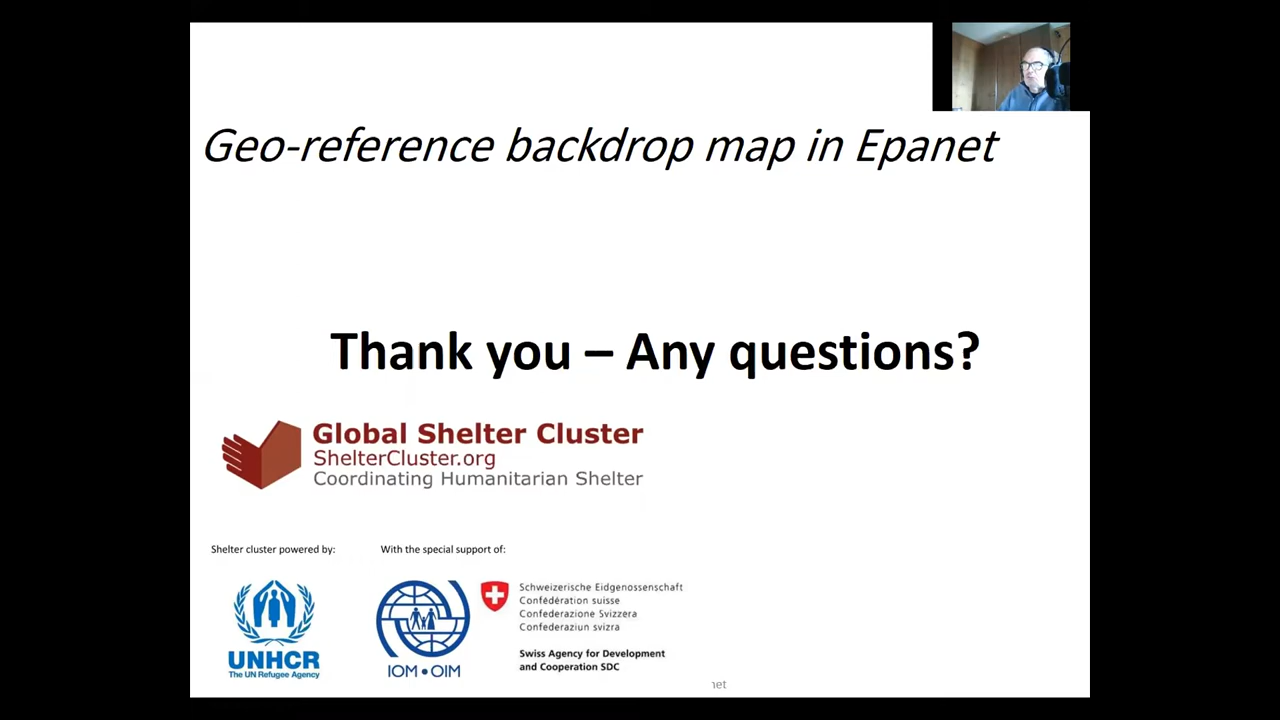 Geo-reference backdrop map in Epanet
Thank you – Any questions?
Global Shelter Cluster
ShelterCluster.org
Coordinating Humanitarian Shelter
Shelter cluster powered by:
With the special support of:
UNHCR
The UN Refugee Agency
IOM • OIM
Schweizerische Eidgenossenschaft
Confédération suisse
Confederazione Svizzera
Confederaziun svizra
Swiss Agency for Development
and Cooperation SDC
net